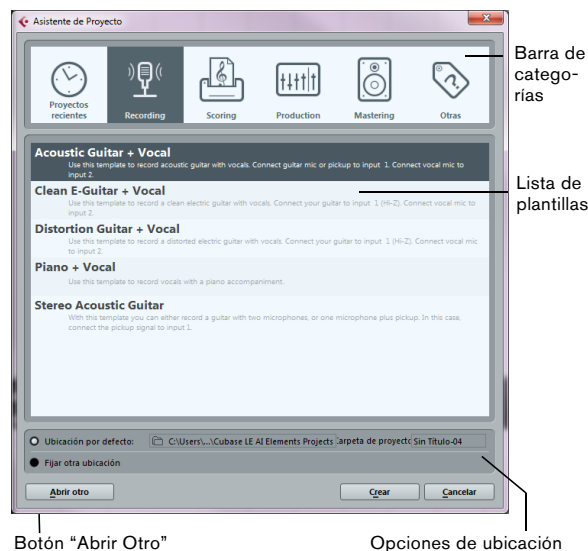 Asistente de Proyecto
Proyectos
recientes
Recording
Scoring
Production
Mastering
Otras
Barra de
catego-
rías
Acoustic Guitar + Vocal
Use this template to record acoustic guitar with vocals. Connect guitar mic or pickup to input 1. Connect vocal mic to
input 2.
Clean E-Guitar + Vocal
Use this template to record a clean electric guitar with vocals. Connect your guitar to input 1 (Hi-Z). Connect vocal mic to
input 2.
Lista de
plantillas
Distortion Guitar + Vocal
Use this template to record a distorted electric guitar with vocals. Connect your guitar to input 1 (Hi-Z). Connect vocal mic
to input 2.
Piano + Vocal
Use this template to record vocals with a piano accompaniment.
Stereo Acoustic Guitar
With this template you can either record a guitar with two microphones, or one microphone plus pickup. In this case,
connect the pickup signal to input 1.
Ubicación por defecto: C:\Users\...\Cubase LE AI Elements Projects arpeta de proyecto Sin Título-04
Fijar otra ubicación
Abrir otro Crear Cancelar
Botón “Abrir Otro” Opciones de ubicación